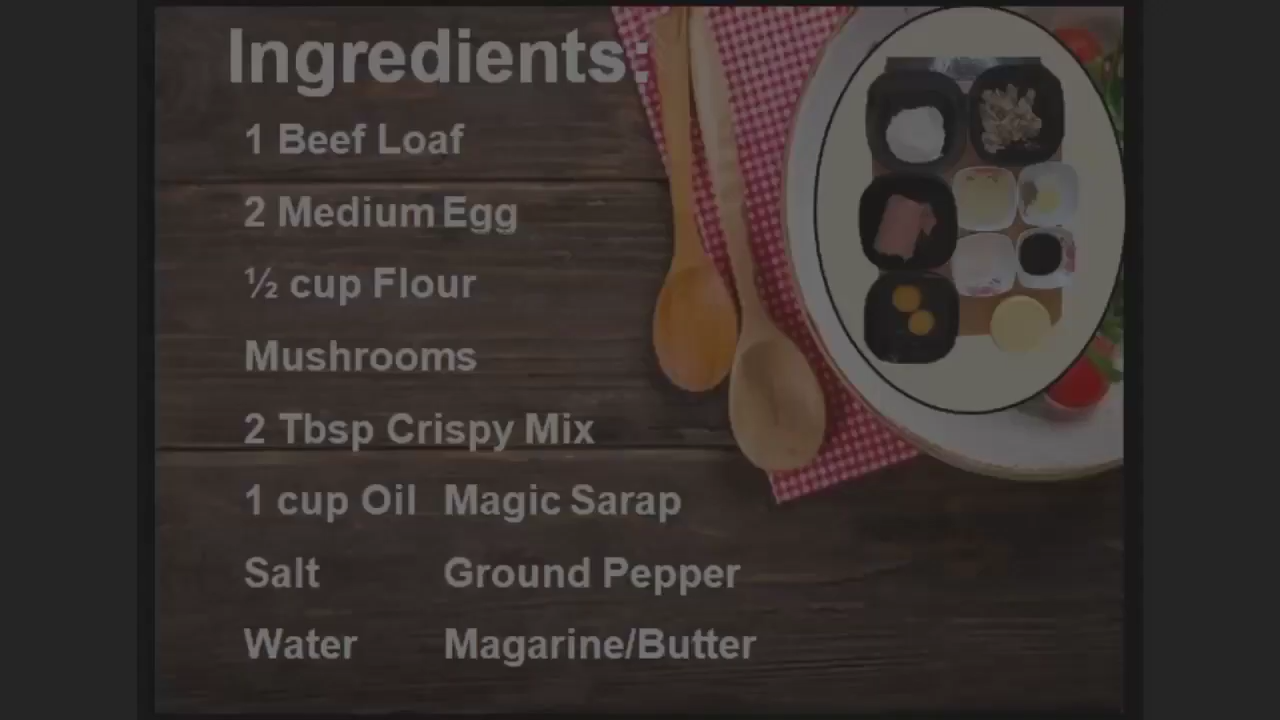 Ingredients:
1 Beef Loaf
2 Medium Egg
½ cup Flour
Mushrooms
2 Tbsp Crispy Mix
1 cup Oil Magic Sarap
Salt Ground Pepper
Water Magarine/Butter